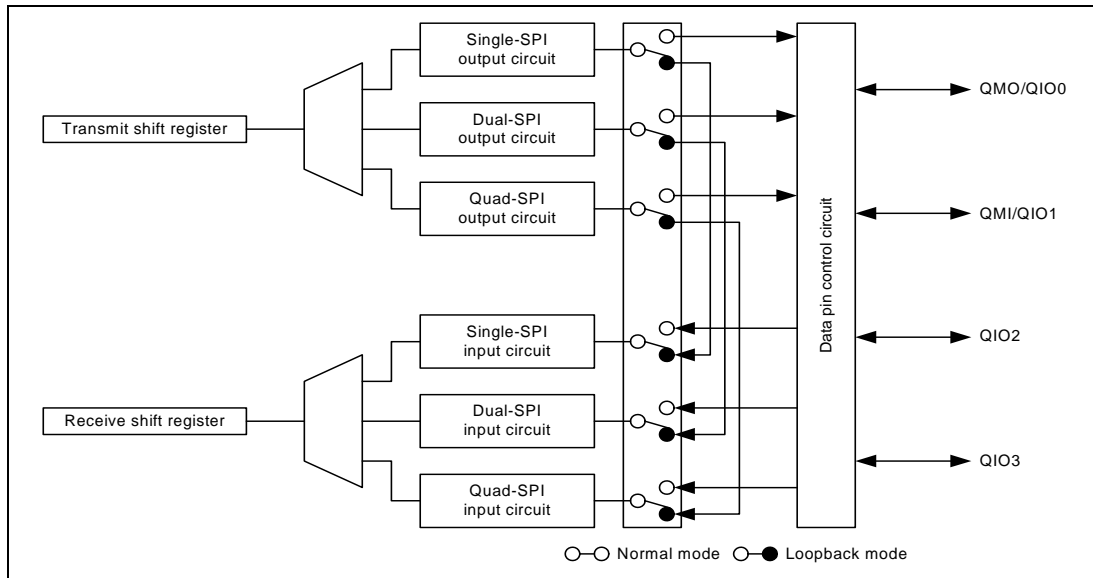 Single-SPI
output circuit
Transmit shift register
Dual-SPI
output circuit
Quad-SPI
output circuit
Single-SPI
input circuit
Receive shift register
Dual-SPI
input circuit
Quad-SPI
input circuit
Data pin control circuit
QMO/QIO0
QMI/QIO1
QIO2
QIO3
Normal mode
Loopback mode